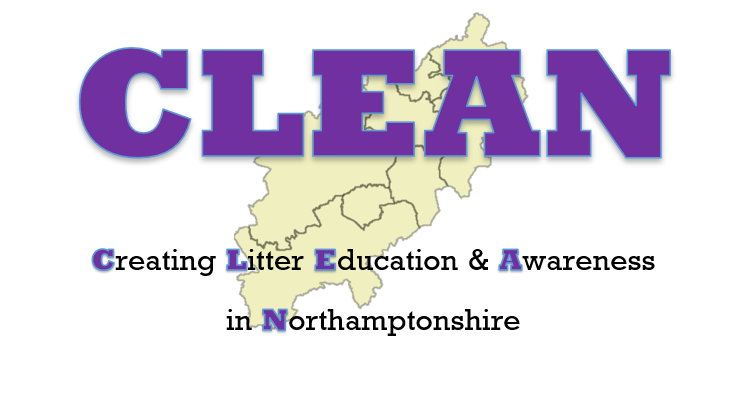 CLEAN
Creating Litter Education & Awareness
in Northamptonshire